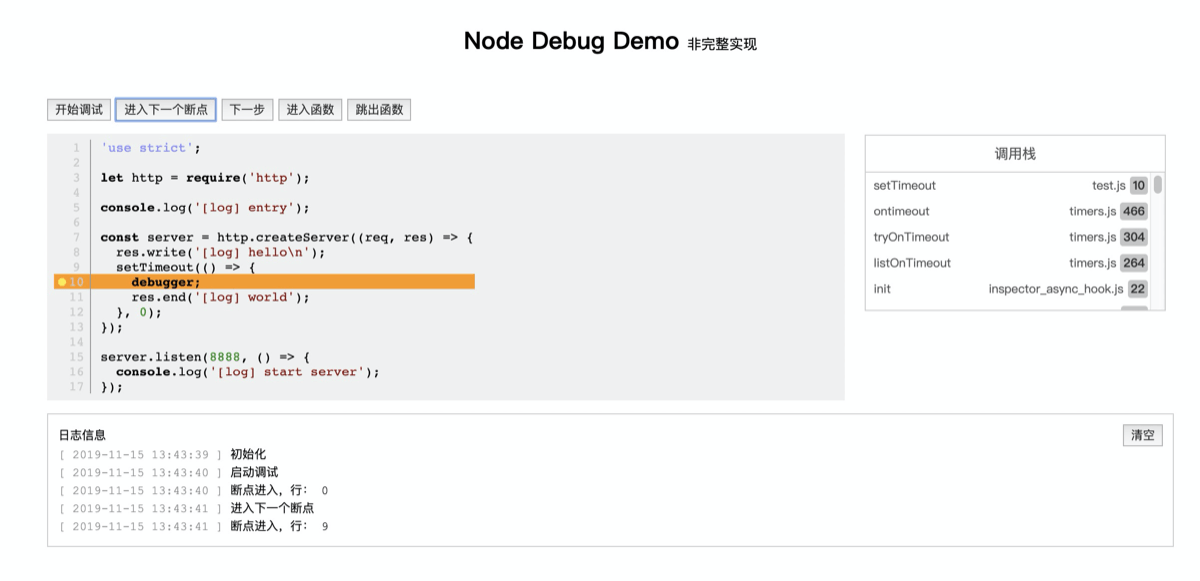 Node Debug Demo 非完整实现
开始调试 进入下一个断点 下一步 进入函数 跳出函数
1 'use strict';
2
3 let http = require('http');
4
5 console.log('[log] entry');
6
7 const server = http.createServer((req, res) => {
8 res.write('[log] hello\n');
9 setTimeout(() => {
10 debugger;
11 res.end('[log] world');
12 }, 0);
13 });
14
15 server.listen(8888, () => {
16 console.log('[log] start server');
17 });
调用栈
setTimeout test.js 10
ontimeout timers.js 466
tryOnTimeout timers.js 304
listOnTimeout timers.js 264
init inspector_async_hook.js 22
日志信息 清空
[ 2019-11-15 13:43:39 ] 初始化
[ 2019-11-15 13:43:40 ] 启动调试
[ 2019-11-15 13:43:40 ] 断点进入，行： 0
[ 2019-11-15 13:43:41 ] 进入下一个断点
[ 2019-11-15 13:43:41 ] 断点进入，行： 9